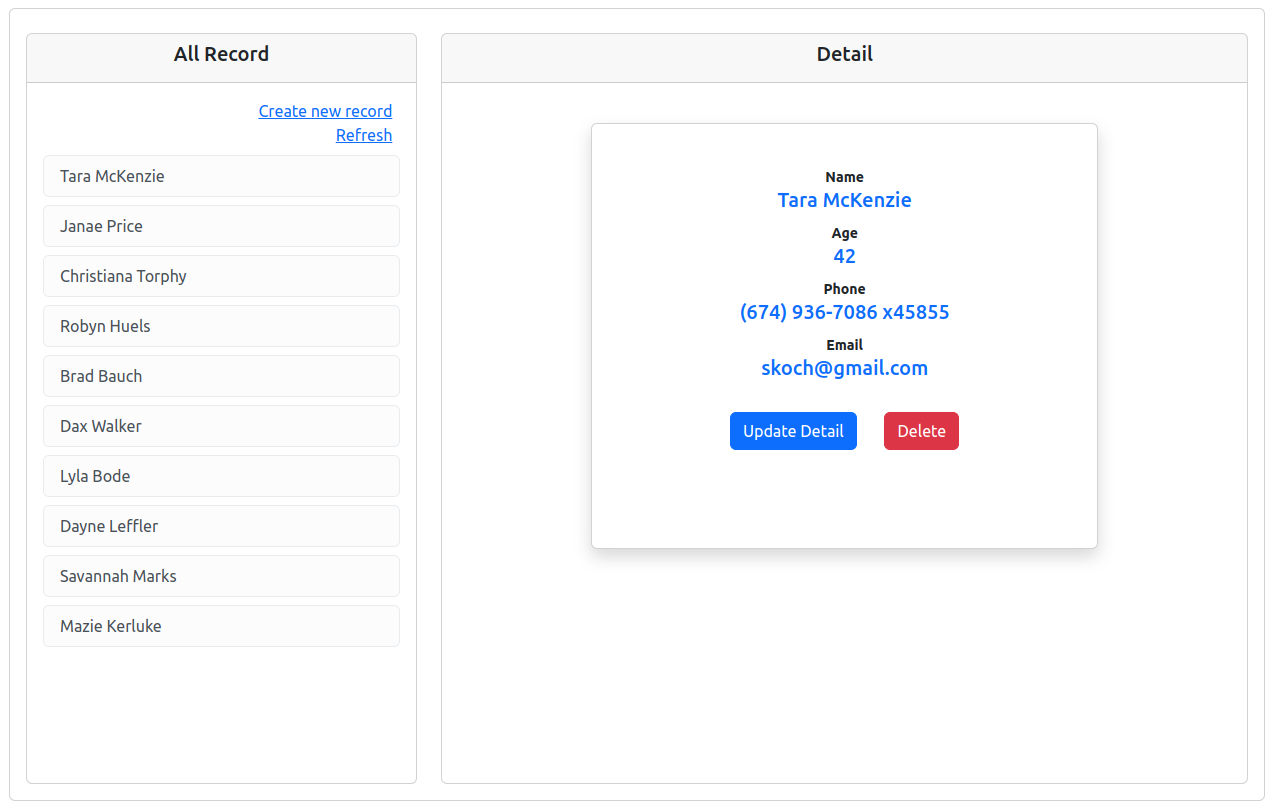 All Record
Create new record
Refresh
Tara McKenzie
Janae Price
Christiana Torphy
Robyn Huels
Brad Bauch
Dax Walker
Lyla Bode
Dayne Leffler
Savannah Marks
Mazie Kerluke
Detail
Name
Tara McKenzie
Age
42
Phone
(674) 936-7086 x45855
Email
skoch@gmail.com
Update Detail
Delete